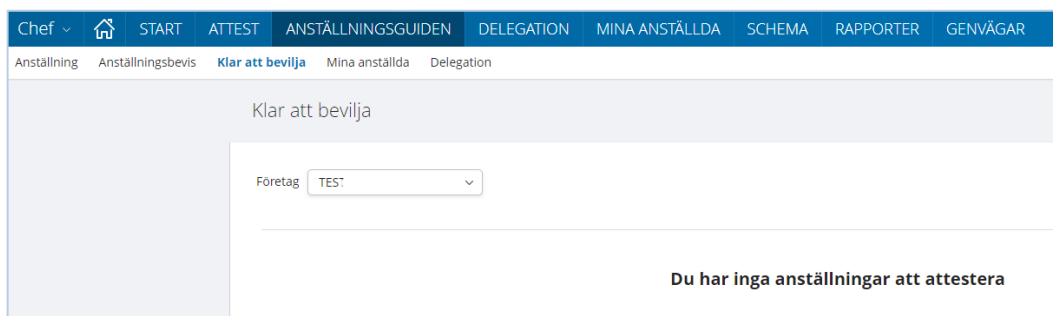 Chef START ATTEST ANSTÄLLNINGSGUIDEN DELEGATION MINA ANSTÄLLDA SCHEMA RAPPORTER GENVÄGAR
Anställning Anställningsbevis Klar att bevilja Mina anställda Delegation
Klar att bevilja
Företag TEST
Du har inga anställningar att attestera